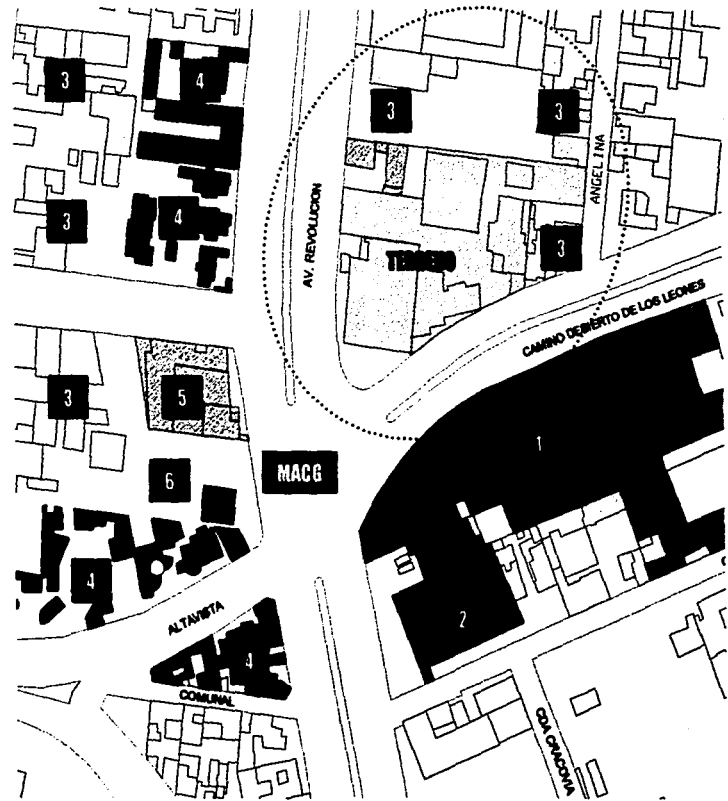 3
4
3
3
ANGELINA
4
3
AV. REVOLUCION
TERRENO
3
CAMINO DESIERTO DE LOS LEONES
3
5
1
6
MACG
4
ALTAVISTA
2
4
COMUNAL
CDA CRACOVIA